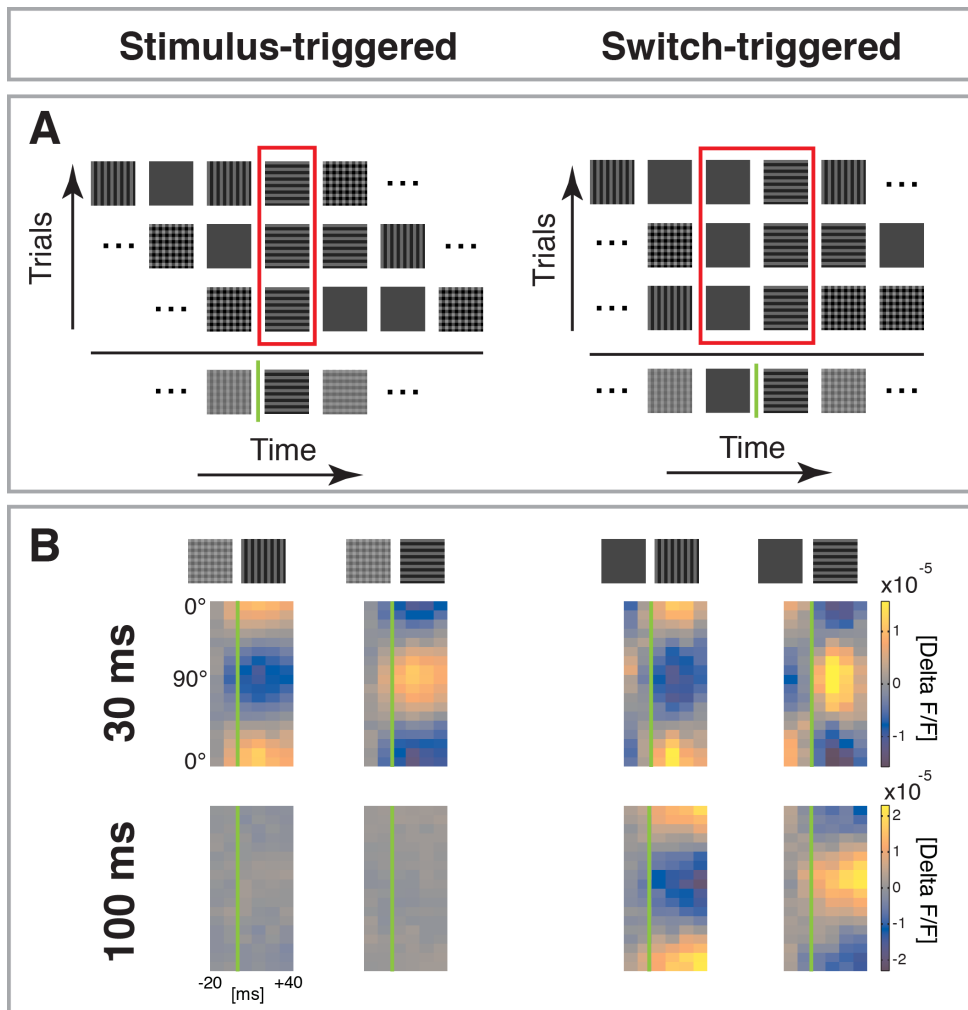 Stimulus-triggered Switch-triggered
A
Trials
Trials
... ...
... ... ...
... ...
... ... ... ...
Time Time
B
x10 -5
0° 1
30 ms 90° 0 [Delta F/F]
0° -1
x10 -5
100 ms 2
1
0 [Delta F/F]
-1
-2
-20 [ms] +40